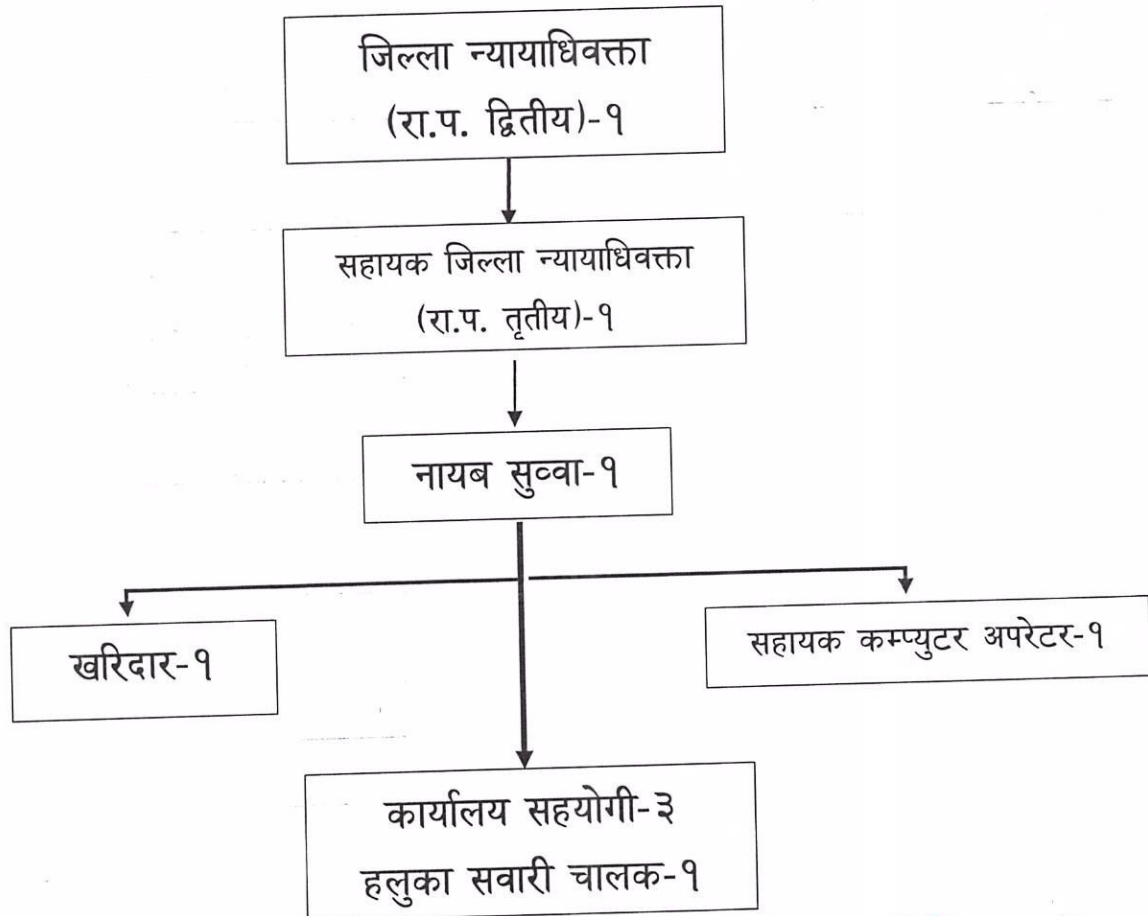 जिल्ला न्यायाधिवक्ता
(रा.प. द्वितीय)-१
सहायक जिल्ला न्यायाधिवक्ता
(रा.प. तृतीय)-१
नायब सुव्वा-१
खरिदार-१
सहायक कम्प्युटर अपरेटर-१
कार्यालय सहयोगी-३
हलुका सवारी चालक-१